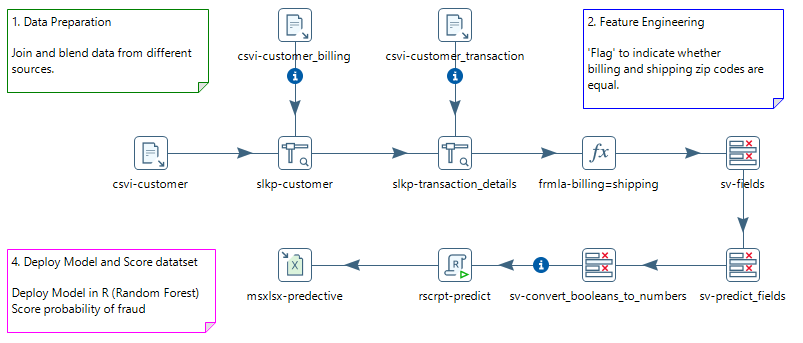 1. Data Preparation
Join and blend data from different
sources.
csvi-customer_billing
csvi-customer_transaction
2. Feature Engineering
'Flag' to indicate whether
billing and shipping zip codes are
equal.
csvi-customer
slkp-customer
slkp-transaction_details
fx
frmla-billing=shipping
sv-fields
4. Deploy Model and Score datatset
Deploy Model in R (Random Forest)
Score probability of fraud
X
msxlsx-predective
R
rscrpt-predict
sv-convert_booleans_to_numbers
sv-predict_fields